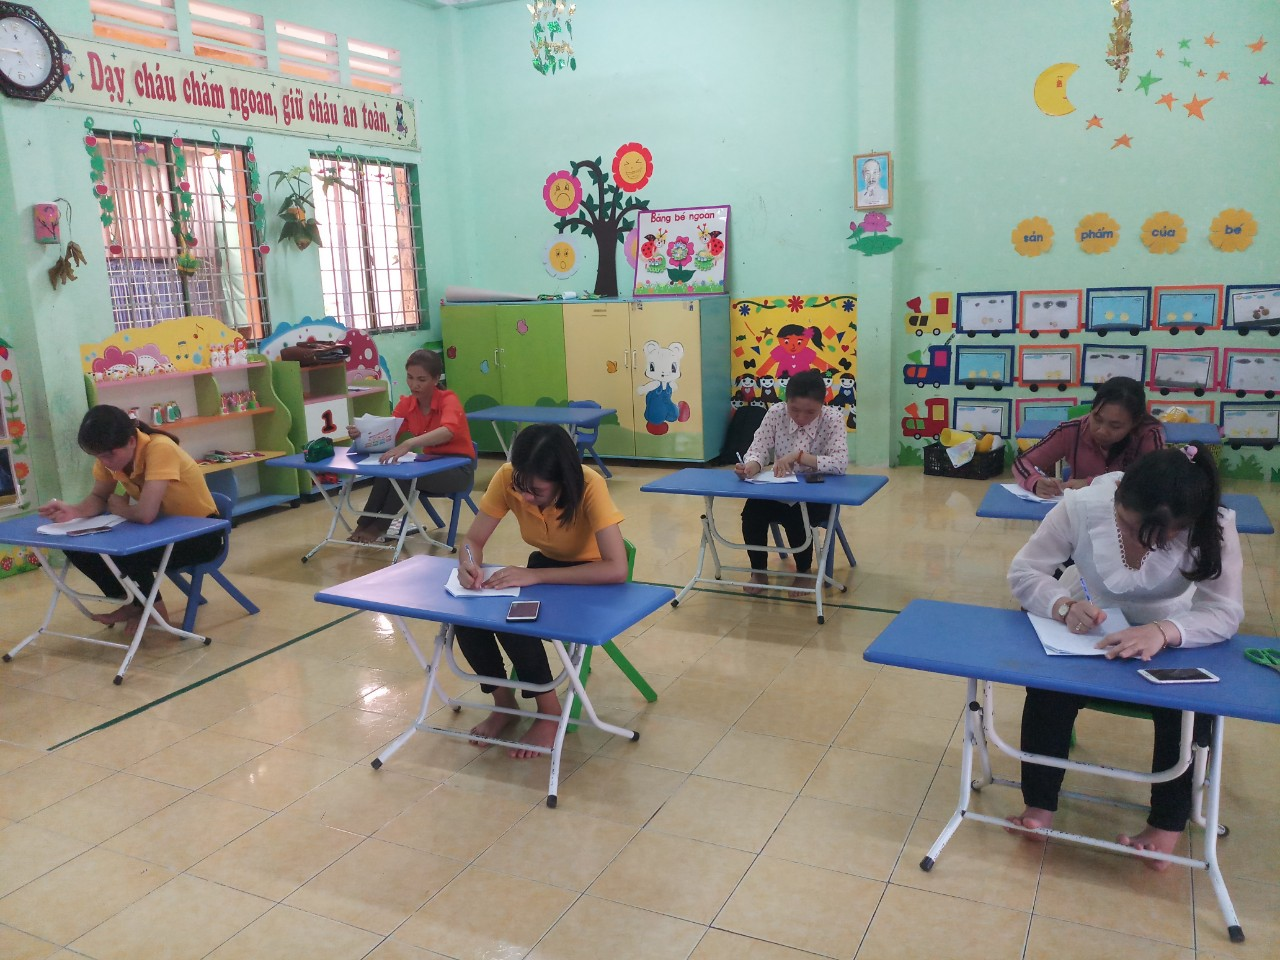 Dạy cháu chăm ngoan, giữ cháu an toàn.
Bảng bé ngoan
sản phẩm của bé
1